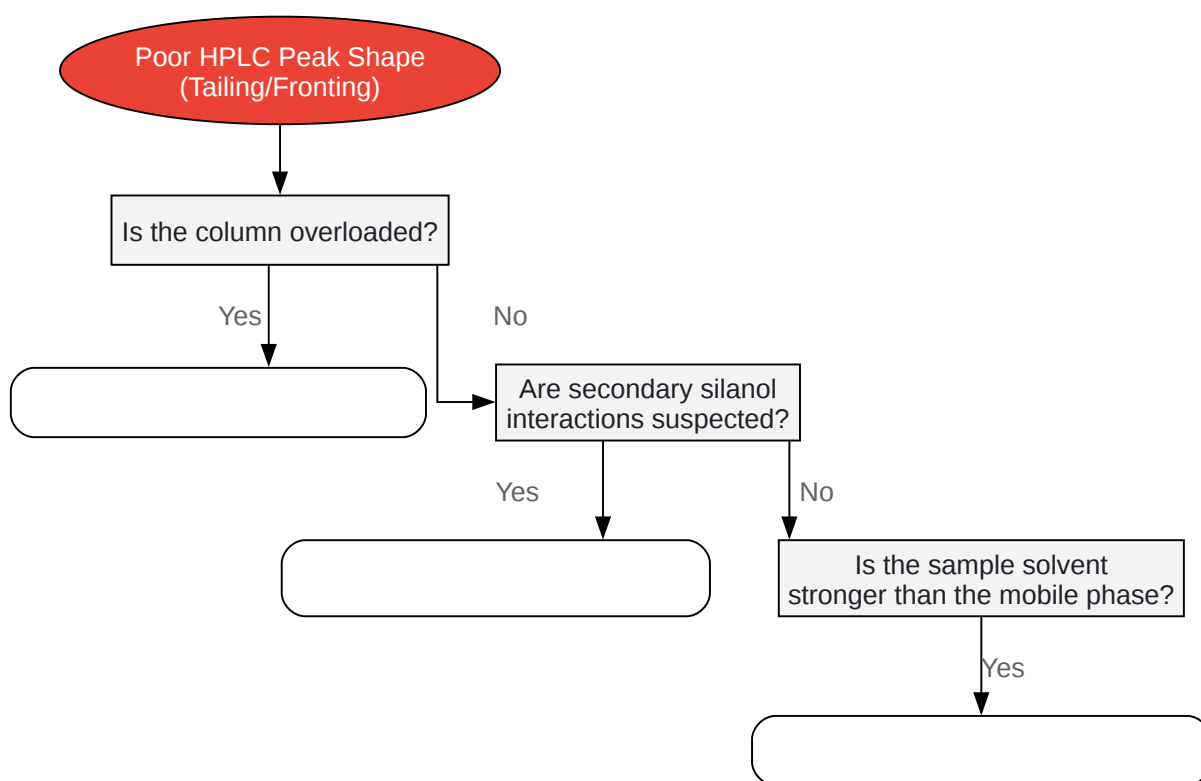 Poor HPLC Peak Shape
(Tailing/Fronting)
Is the column overloaded?
Yes
No
Are secondary silanol
interactions suspected?
Yes
No
Is the sample solvent
stronger than the mobile phase?
Yes